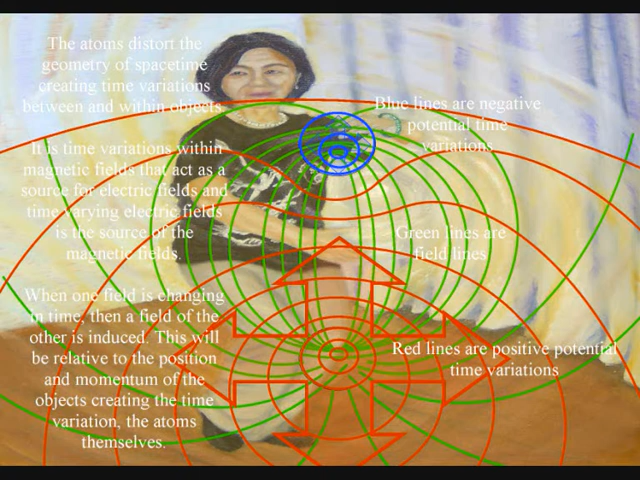 The atoms distort the
geometry of spacetime
creating time variations
between and within objects.
It is time variations within
magnetic fields that act as a
source for electric fields and
time varying electric fields
is the source of the
magnetic fields.
When one field is changing
in time, then a field of the
other is induced. This will
be relative to the position
and momentum of the
objects creating the time
variation, the atoms
themselves.
Blue lines are negative
potential time
variations
Green lines are
field lines
Red lines are positive potential
time variations